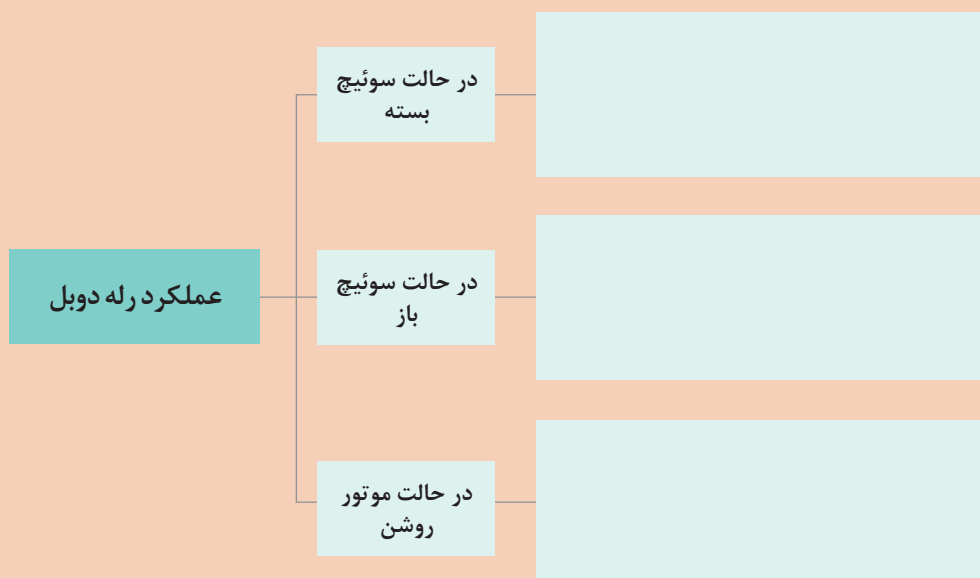 عملکرد رله دوبل
در حالت سوئیچ
بسته
در حالت سوئیچ
باز
در حالت موتور
روشن